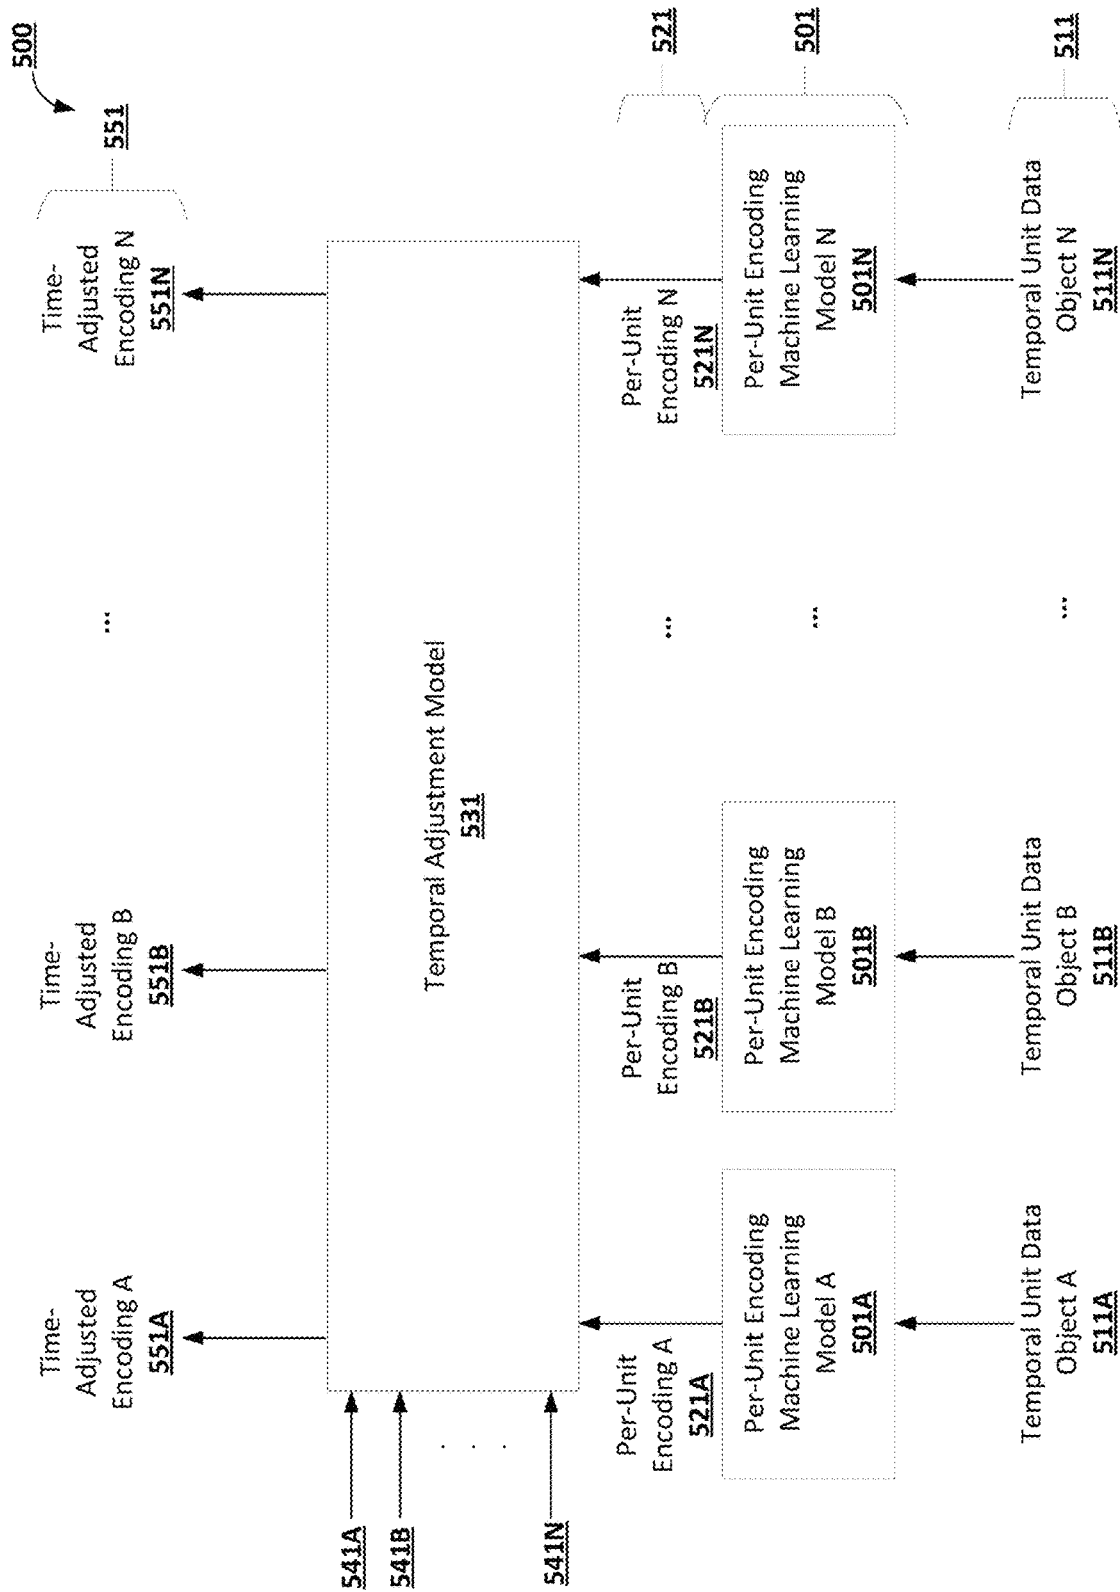 500
551
Time-
Adjusted
Encoding A
551A
Time-
Adjusted
Encoding B
551B
...
Time-
Adjusted
Encoding N
551N
541A
541B
. . .
541N
Temporal Adjustment Model
531
Per-Unit
Encoding A
521A
Per-Unit
Encoding B
521B
...
Per-Unit
Encoding N
521N
521
Per-Unit Encoding
Machine Learning
Model A
501A
Per-Unit Encoding
Machine Learning
Model B
501B
...
Per-Unit Encoding
Machine Learning
Model N
501N
501
Temporal Unit Data
Object A
511A
Temporal Unit Data
Object B
511B
...
Temporal Unit Data
Object N
511N
511